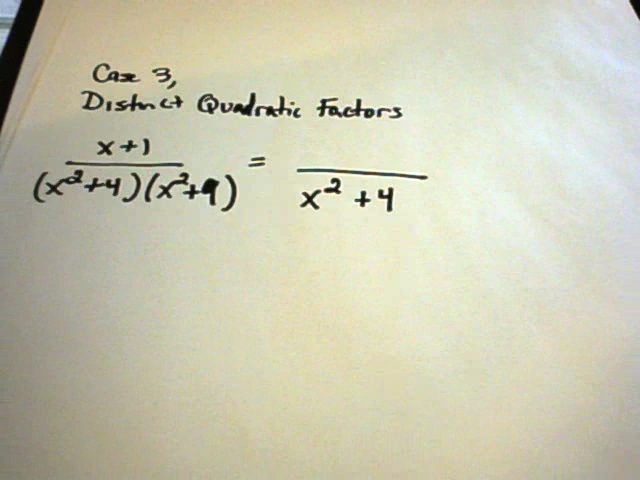 Case 3,
Distinct Quadratic Factors
x+1 / (x²+4)(x²+9) = / x²+4